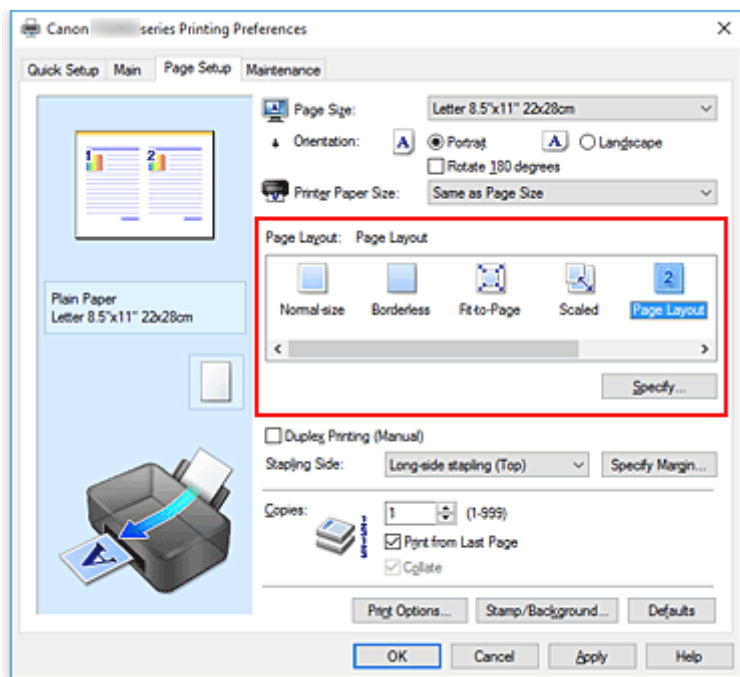 Canon series Printing Preferences
Quick Setup Main Page Setup Maintenance
1 2
Plain Paper
Letter 8.5"x11" 22x28cm
A
Page Size: Letter 8.5"x11" 22x28cm
Orientation: A Portrait A Landscape
Rotate 180 degrees
Printer Paper Size: Same as Page Size
Page Layout: Page Layout
2
Normal-size Borderless Fit-to-Page Scaled Page Layout
Specify...
Duplex Printing (Manual)
Stapling Side: Long-side stapling (Top) Specify Margin...
Copies: 1 (1-999)
Print from Last Page
Collate
Print Options... Stamp/Background... Defaults
OK Cancel Apply Help